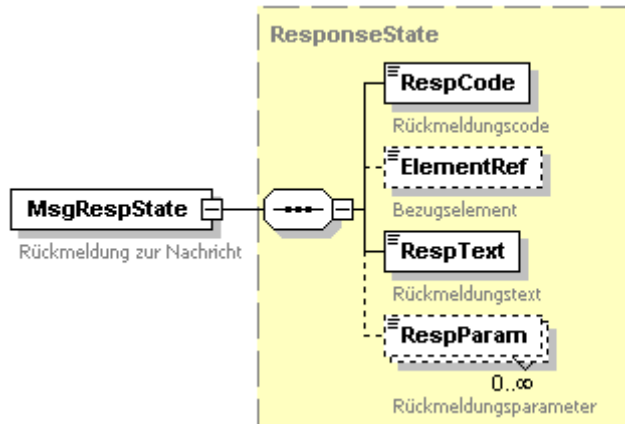 ResponseState
RespCode
Rückmeldungscode
ElementRef
Bezugselement
MsgRespState
Rückmeldung zur Nachricht
RespText
Rückmeldungstext
RespParam
0..∞
Rückmeldungsparameter